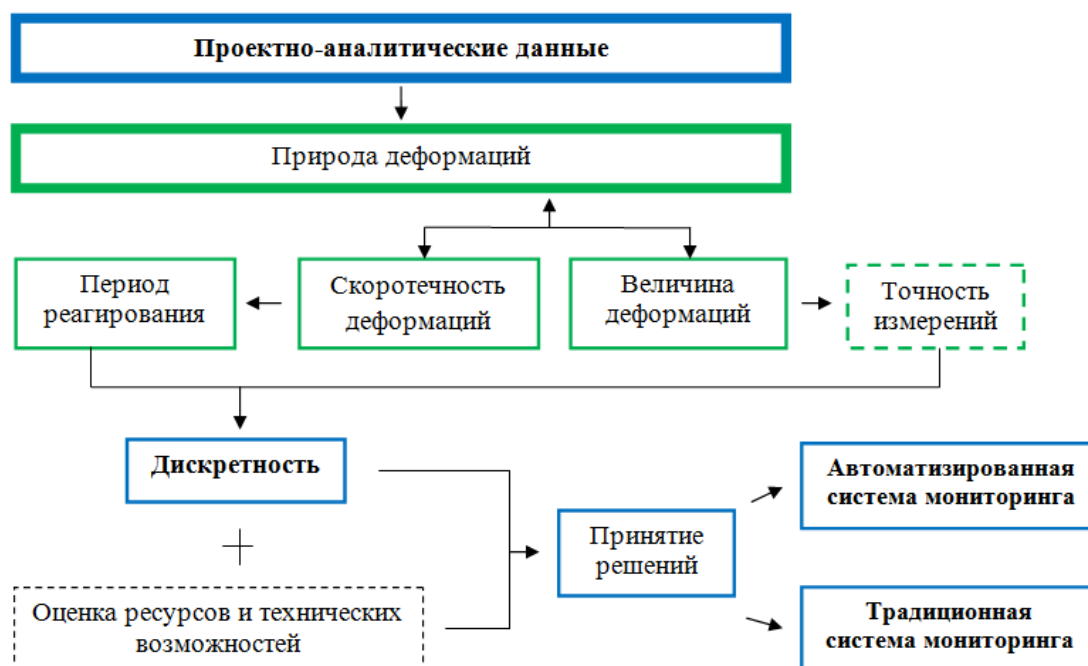 Проектно-аналитические данные
Природа деформаций
Период
реагирования
Скоротечность
деформаций
Величина
деформаций
Точность
измерений
Дискретность
Автоматизированная
система мониторинга
Принятие
решений
Оценка ресурсов и технических
возможностей
Традиционная
система мониторинга